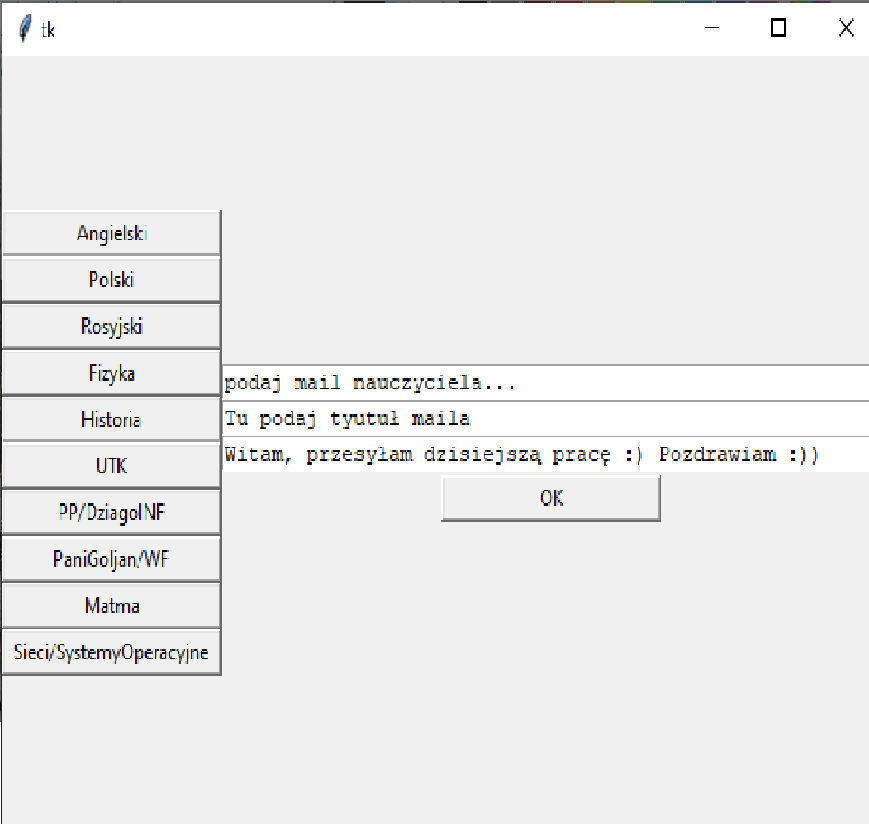 tk
Angielski
Polski
Rosyjski
Fizyka
Historia
UTK
PP/DziagoINF
PaniGoljan/WF
Matma
Sieci/SystemyOperacyjne
podaj mail nauczyciela...
Tu podaj tyutuł maila
Witam, przesyłam dzisiejszą pracę :) Pozdrawiam :))
OK